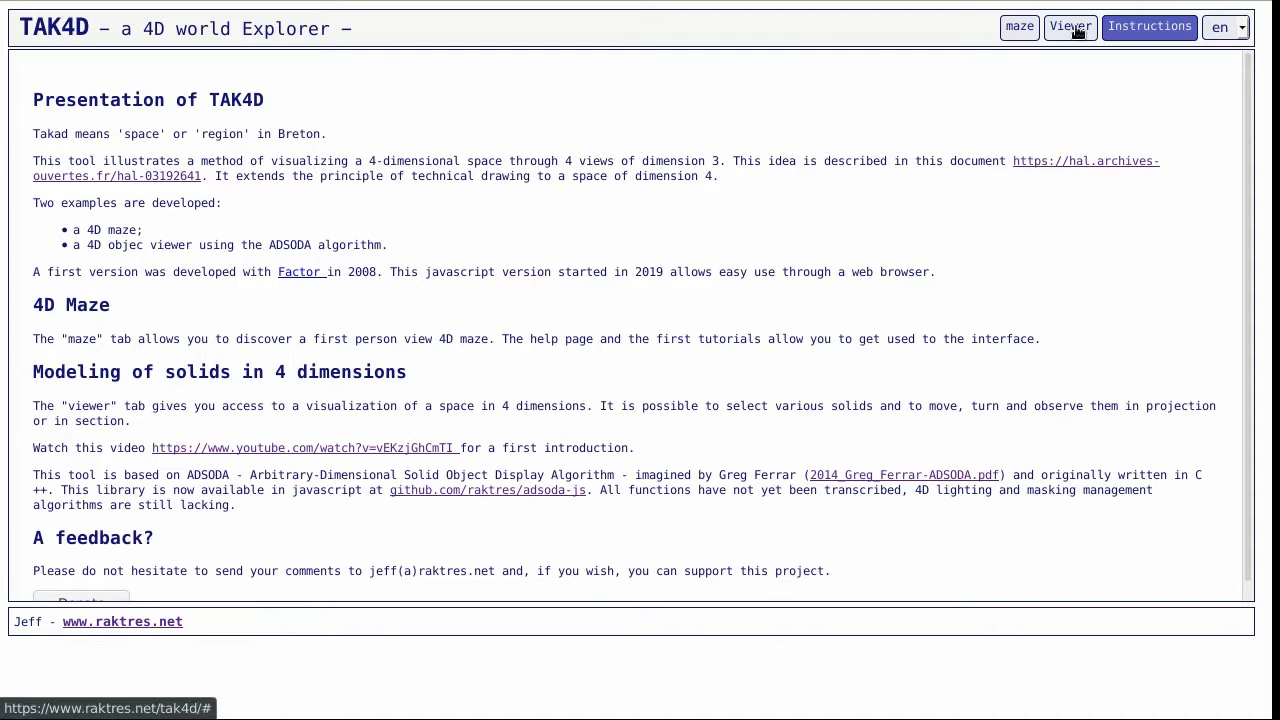 TAK4D – a 4D world Explorer – maze Viewer Instructions en
Presentation of TAK4D
Takad means 'space' or 'region' in Breton.
This tool illustrates a method of visualizing a 4-dimensional space through 4 views of dimension 3. This idea is described in this document https://hal.archives-
ouvertes.fr/hal-03192641. It extends the principle of technical drawing to a space of dimension 4.
Two examples are developed:
• a 4D maze;
• a 4D objec viewer using the ADSODA algorithm.
A first version was developed with Factor in 2008. This javascript version started in 2019 allows easy use through a web browser.
4D Maze
The "maze" tab allows you to discover a first person view 4D maze. The help page and the first tutorials allow you to get used to the interface.
Modeling of solids in 4 dimensions
The "viewer" tab gives you access to a visualization of a space in 4 dimensions. It is possible to select various solids and to move, turn and observe them in projection
or in section.
Watch this video https://www.youtube.com/watch?v=vEKzjGhCmTI for a first introduction.
This tool is based on ADSODA - Arbitrary-Dimensional Solid Object Display Algorithm - imagined by Greg Ferrar (2014_Greg_Ferrar-ADSODA.pdf) and originally written in C
++. This library is now available in javascript at github.com/raktres/adsoda-js. All functions have not yet been transcribed, 4D lighting and masking management
algorithms are still lacking.
A feedback?
Please do not hesitate to send your comments to jeff(a)raktres.net and, if you wish, you can support this project.
Jeff - www.raktres.net
https://www.raktres.net/tak4d/#